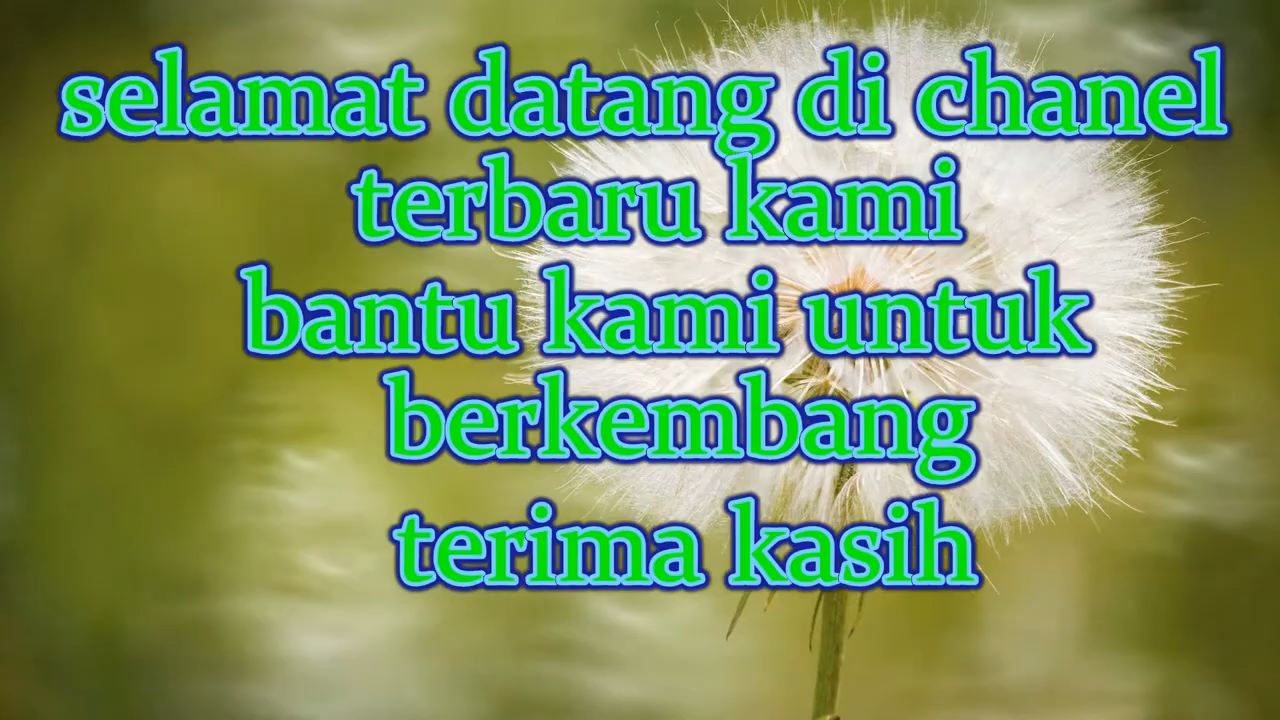 selamat datang di chanel
terbaru kami
bantu kami untuk
berkembang
terima kasih